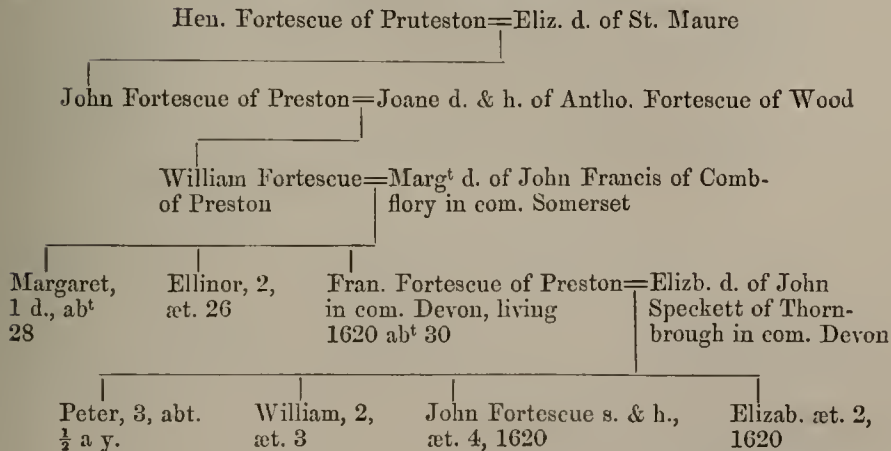 Hen. Fortescue of Pruteston=Eliz. d. of St. Maure
John Fortescue of Preston=Joane d. & h. of Antho. Fortescue of Wood
William Fortescue=Margᵗ d. of John Francis of Comb-
of Preston
flory in com. Somerset
Margaret,
1 d., abᵗ
28
Ellinor, 2,
æt. 26
Fran. Fortescue of Preston=Elizb. d. of John
in com. Devon, living
1620 abᵗ 30
Speckett of Thorn-
brough in com. Devon
Peter, 3, abt.
½ a y.
William, 2,
æt. 3
John Fortescue s. & h.,
æt. 4, 1620
Elizab. æt. 2,
1620